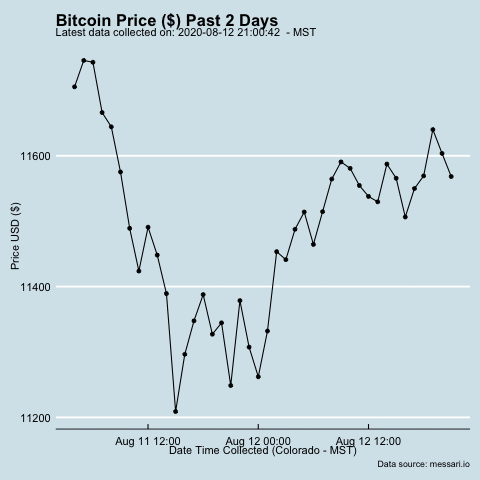 Bitcoin Price ($) Past 2 Days
Latest data collected on: 2020-08-12 21:00:42  - MST
11600
11400
11200
Price USD ($)
Aug 11 12:00 Aug 12 00:00 Aug 12 12:00
Date Time Collected (Colorado - MST)
Data source: messari.io